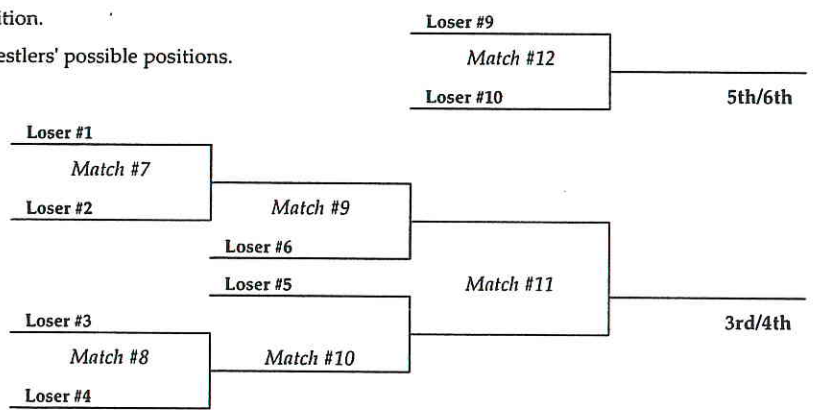 ition.
estlers' possible positions.
Loser #9
Match #12
Loser #10
5th/6th
Loser #1
Match #7
Loser #2
Match #9
Loser #6
Loser #5
Match #11
3rd/4th
Loser #3
Match #8
Match #10
Loser #4